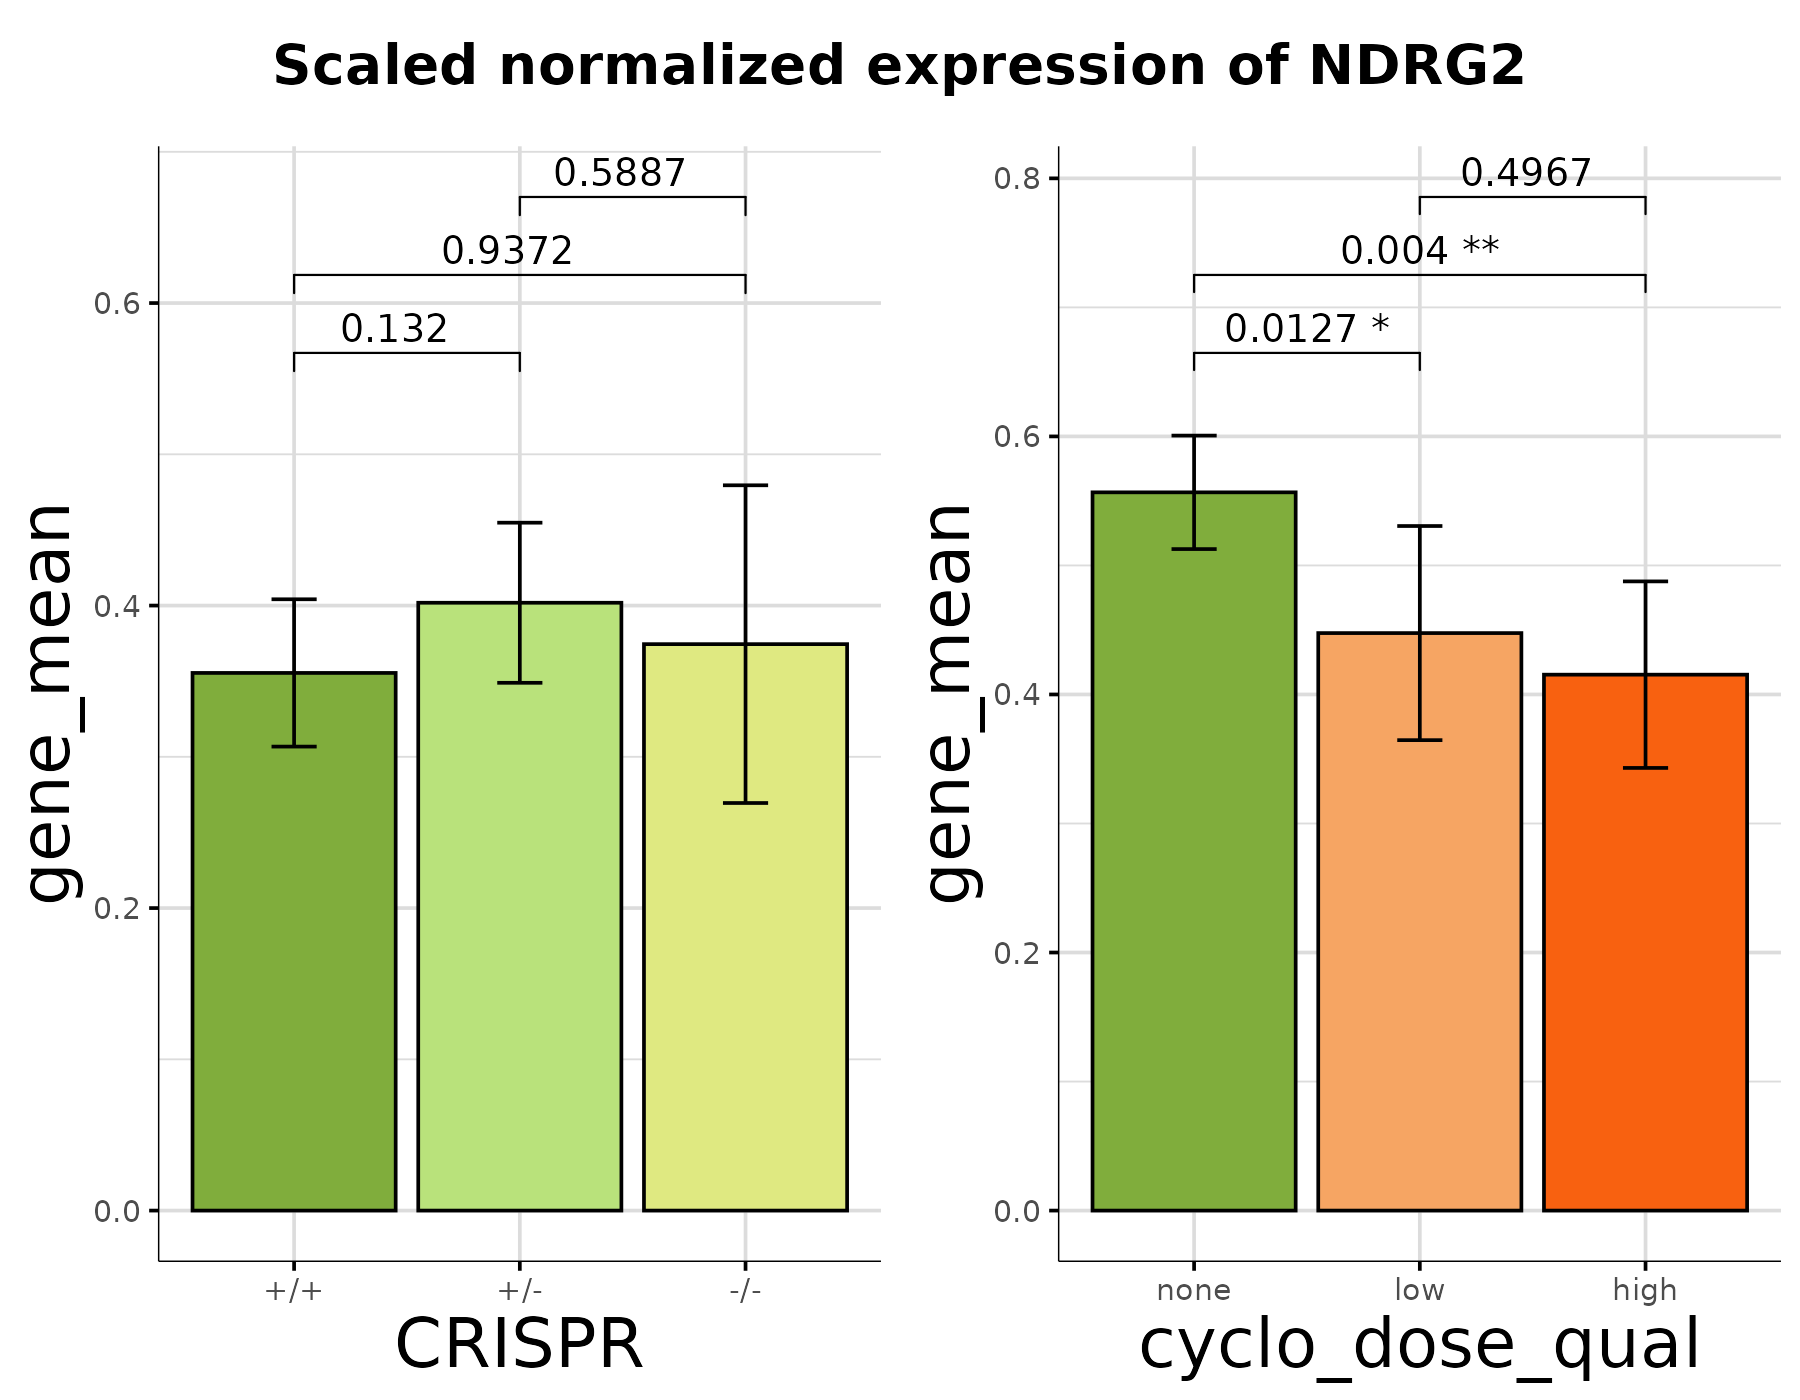 Scaled normalized expression of NDRG2
gene_mean
0.6
0.4
0.2
0.0
0.5887
0.9372
0.132
+/+
+/-
-/-
CRISPR
gene_mean
0.8
0.6
0.4
0.2
0.0
0.4967
0.004 **
0.0127 *
none
low
high
cyclo_dose_qual